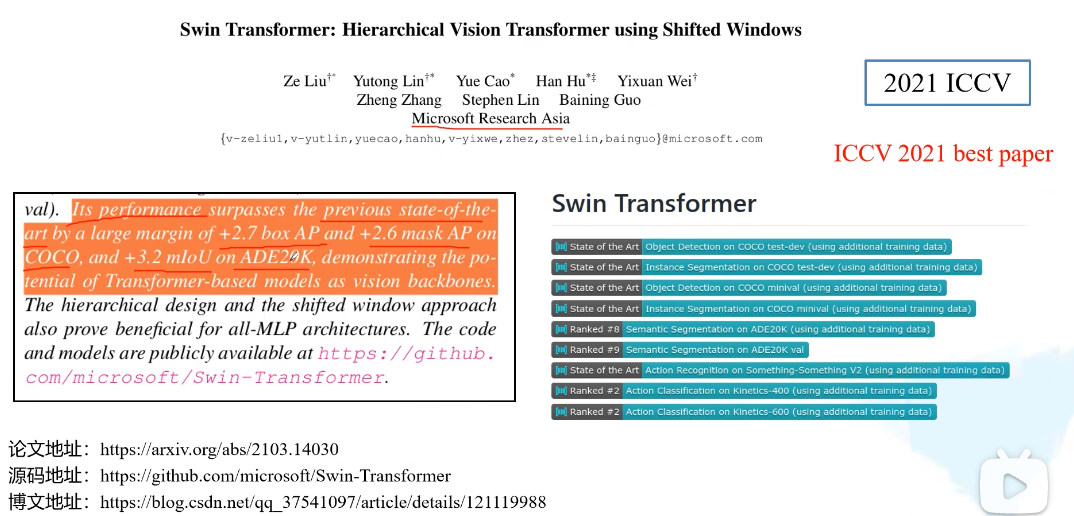 Swin Transformer: Hierarchical Vision Transformer using Shifted Windows
Ze Liu†* Yutong Lin†* Yue Cao* Han Hu*‡ Yixuan Wei†
Zheng Zhang Stephen Lin Baining Guo
Microsoft Research Asia
{v-zeliu1,v-yutlin,yuecao,hanhu,v-yixwe,zhez,stevelin,bainguo}@microsoft.com
2021 ICCV
ICCV 2021 best paper
val). Its performance surpasses the previous state-of-the-
art by a large margin of +2.7 box AP and +2.6 mask AP on
COCO, and +3.2 mIoU on ADE20K, demonstrating the po-
tential of Transformer-based models as vision backbones.
The hierarchical design and the shifted window approach
also prove beneficial for all-MLP architectures. The code
and models are publicly available at https://github.
com/microsoft/Swin-Transformer.
Swin Transformer
State of the Art Object Detection on COCO test-dev (using additional training data)
State of the Art Instance Segmentation on COCO test-dev (using additional training data)
State of the Art Object Detection on COCO minival (using additional training data)
State of the Art Instance Segmentation on COCO minival (using additional training data)
Ranked #8 Semantic Segmentation on ADE20K (using additional training data)
Ranked #9 Semantic Segmentation on ADE20K val
State of the Art Action Recognition on Something-Something V2 (using additional training data)
Ranked #2 Action Classification on Kinetics-400 (using additional training data)
Ranked #2 Action Classification on Kinetics-600 (using additional training data)
论文地址：https://arxiv.org/abs/2103.14030
源码地址：https://github.com/microsoft/Swin-Transformer
博文地址：https://blog.csdn.net/qq_37541097/article/details/121119988